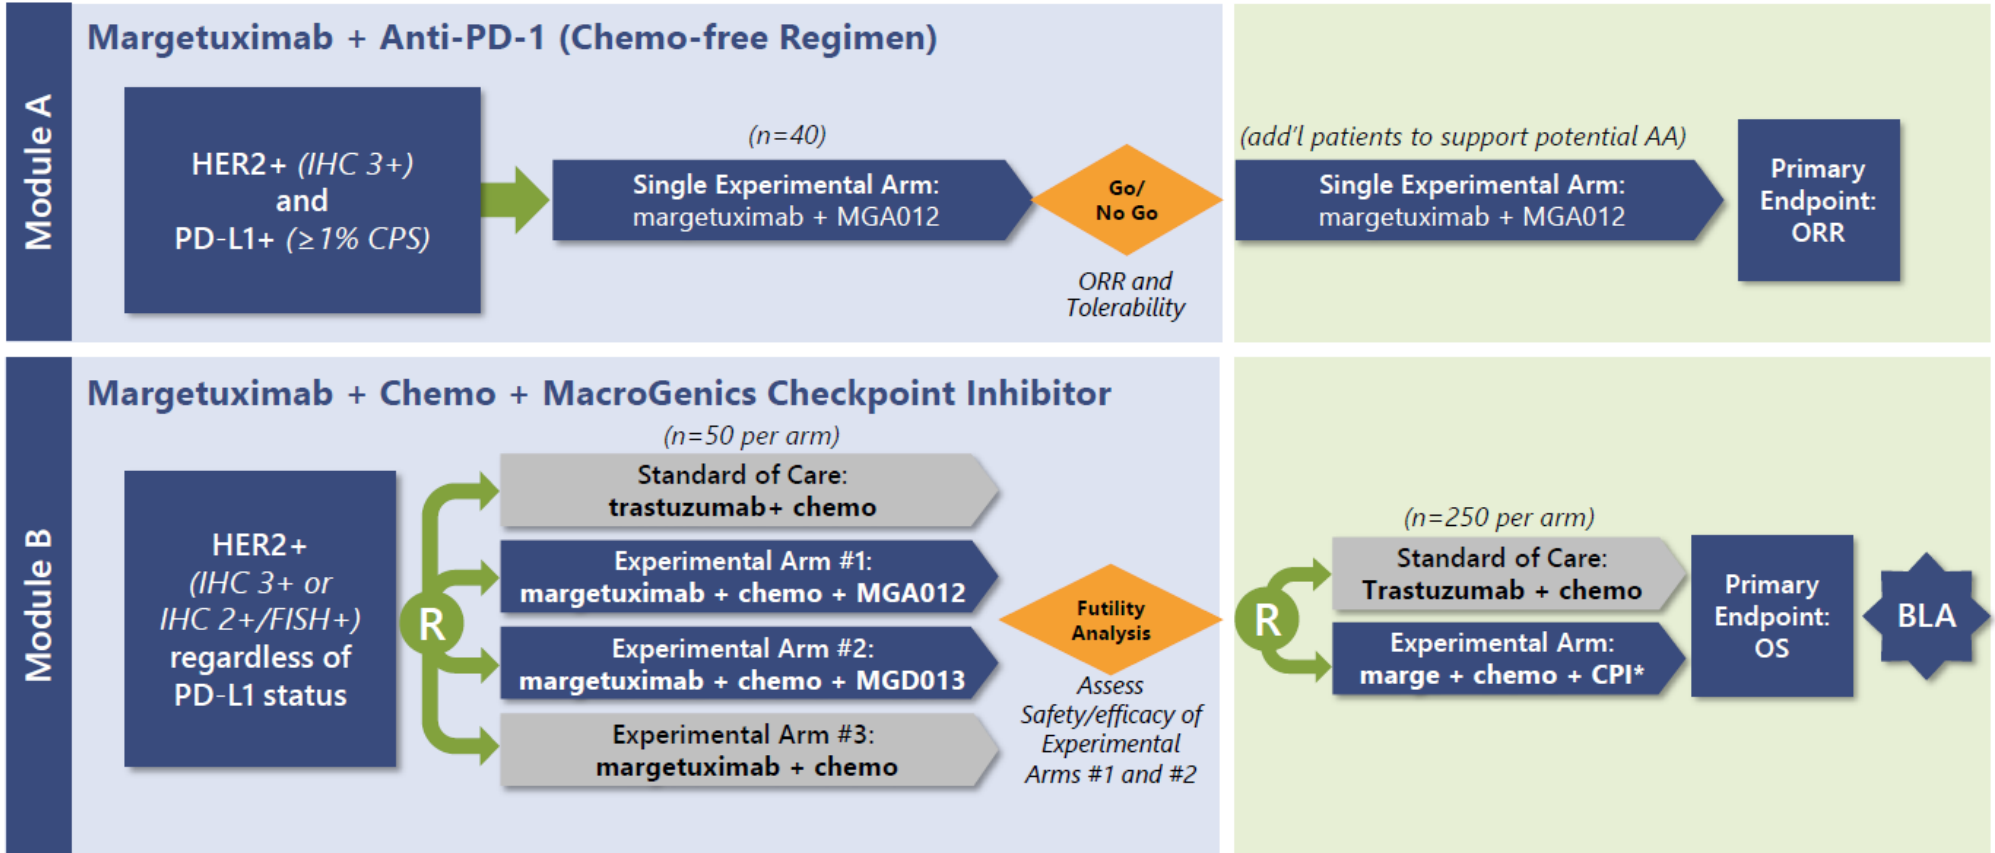 Module A
Margetuximab + Anti-PD-1 (Chemo-free Regimen)
HER2+ (IHC 3+)
and
PD-L1+ (≥1% CPS)
(n=40)
Single Experimental Arm:
margetuximab + MGA012
Go/
No Go
ORR and
Tolerability
(add'l patients to support potential AA)
Single Experimental Arm:
margetuximab + MGA012
Primary
Endpoint:
ORR
Module B
Margetuximab + Chemo + MacroGenics Checkpoint Inhibitor
HER2+
(IHC 3+ or
IHC 2+/FISH+)
regardless of
PD-L1 status
R
(n=50 per arm)
Standard of Care:
trastuzumab+ chemo
Experimental Arm #1:
margetuximab + chemo + MGA012
Experimental Arm #2:
margetuximab + chemo + MGD013
Experimental Arm #3:
margetuximab + chemo
Futility
Analysis
Assess
Safety/efficacy of
Experimental
Arms #1 and #2
R
(n=250 per arm)
Standard of Care:
Trastuzumab + chemo
Experimental Arm:
marge + chemo + CPI*
Primary
Endpoint:
OS
BLA